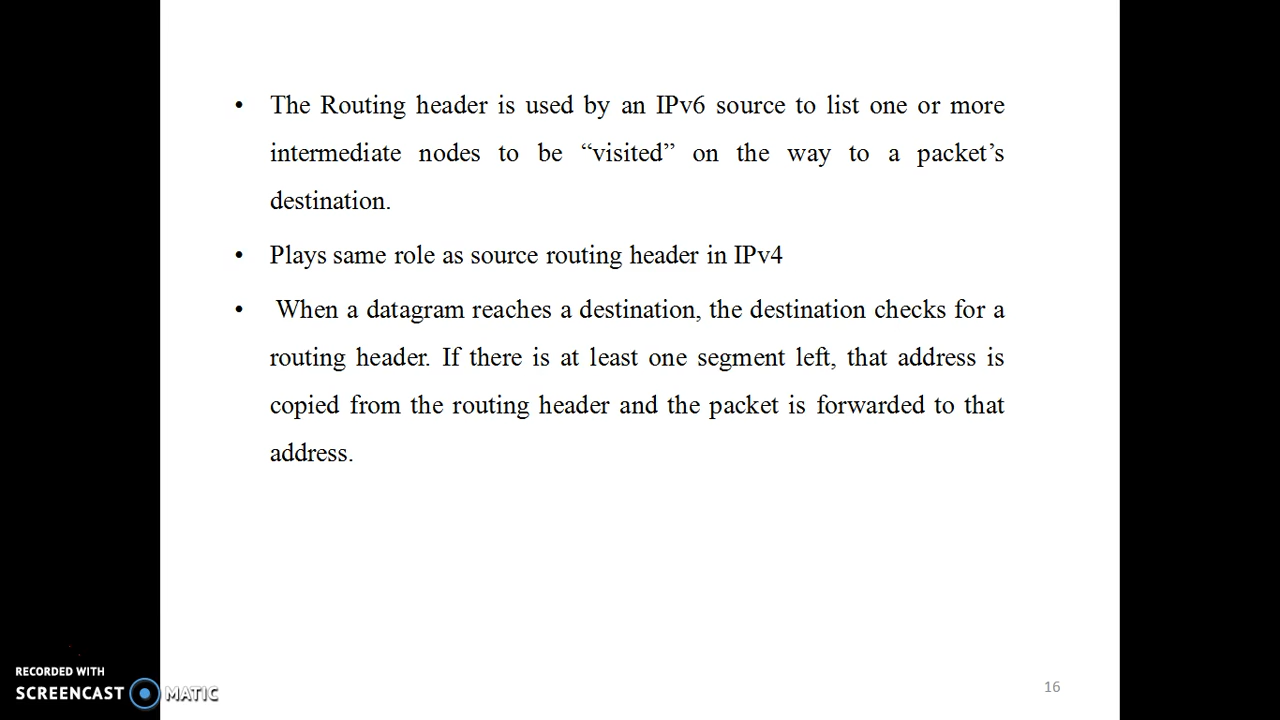 • The Routing header is used by an IPv6 source to list one or more
intermediate nodes to be “visited” on the way to a packet’s
destination.
• Plays same role as source routing header in IPv4
• When a datagram reaches a destination, the destination checks for a
routing header. If there is at least one segment left, that address is
copied from the routing header and the packet is forwarded to that
address.
RECORDED WITH
SCREENCAST MATIC
16